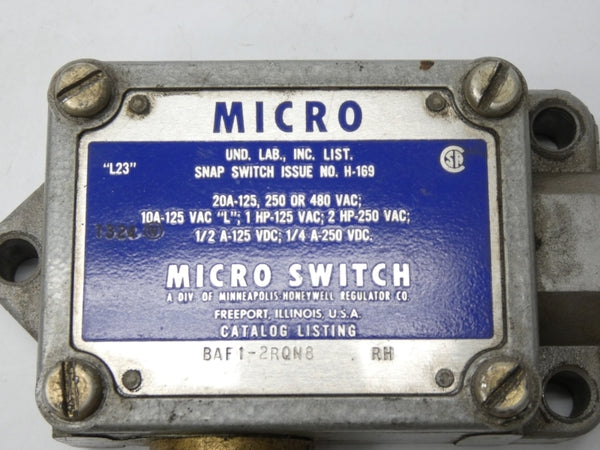 MICRO
UND. LAB., INC. LIST.
"L23"
SNAP SWITCH ISSUE NO. H-169
20A-125, 250 OR 480 VAC;
10A-125 VAC "L"; 1 HP-125 VAC; 2 HP-250 VAC;
1/2 A-125 VDC; 1/4 A-250 VDC.
MICRO SWITCH
A DIV. OF MINNEAPOLIS-HONEYWELL REGULATOR CO.
FREEPORT, ILLINOIS, U.S.A.
CATALOG LISTING
BAF1-2RQN8 RH